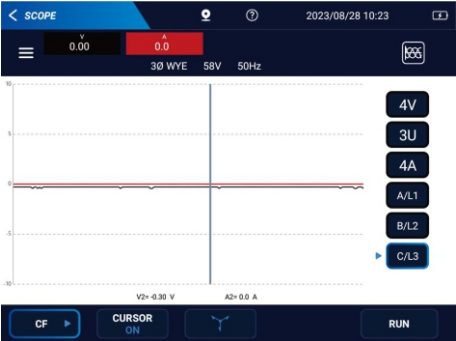 SCOPE
2023/08/28 10:23
V
0.00
A
0.0
3Ø WYE 58V 50Hz
10
5
0
-5
-10
V2=-0.30 V A2= 0.0 A
4V
3U
4A
A/L1
B/L2
C/L3
CF
CURSOR
ON
RUN